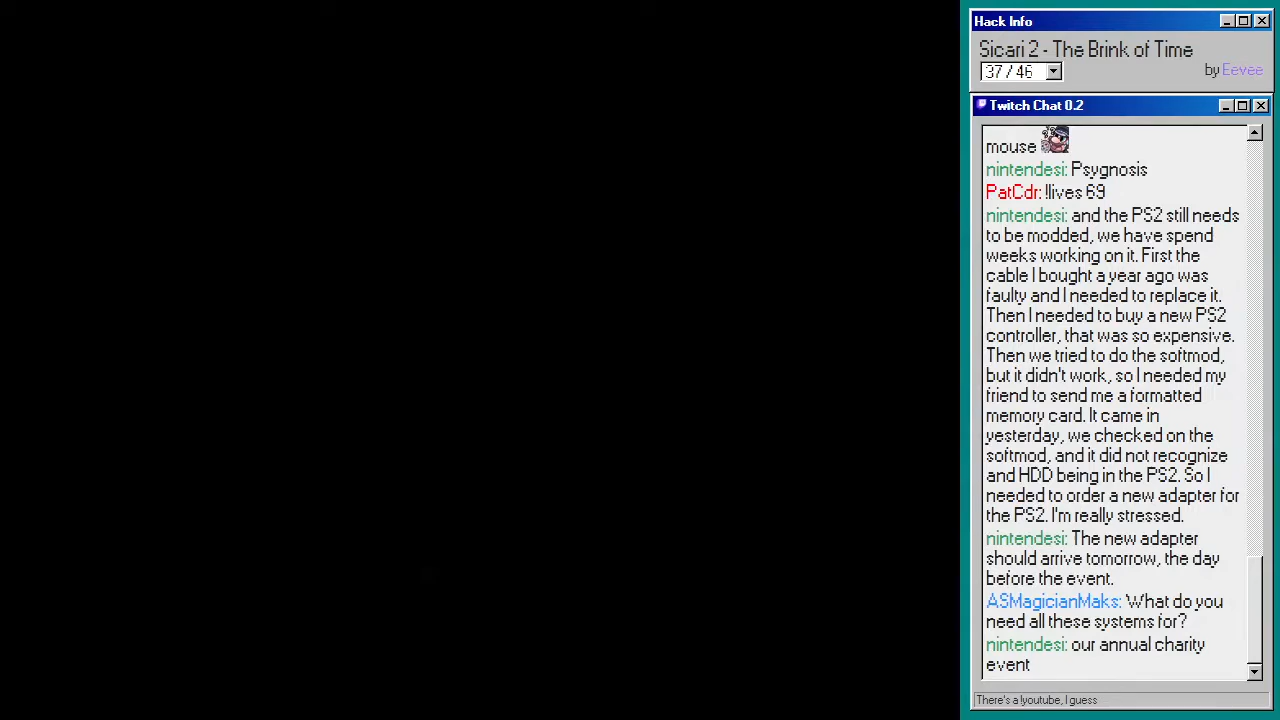 Hack Info
Sicari 2 - The Brink of Time
37 / 46
by Eevee
Twitch Chat 0.2
mouse
nintendesi: Psygnosis
PatCdr: !lives 69
nintendesi: and the PS2 still needs
to be modded, we have spend
weeks working on it. First the
cable I bought a year ago was
faulty and I needed to replace it.
Then I needed to buy a new PS2
controller, that was so expensive.
Then we tried to do the softmod,
but it didn't work, so I needed my
friend to send me a formatted
memory card. It came in
yesterday, we checked on the
softmod, and it did not recognize
and HDD being in the PS2. So I
needed to order a new adapter for
the PS2. I'm really stressed.
nintendesi: The new adapter
should arrive tomorrow, the day
before the event.
ASMagicianMaks: What do you
need all these systems for?
nintendesi: our annual charity
event
There's a !youtube, I guess